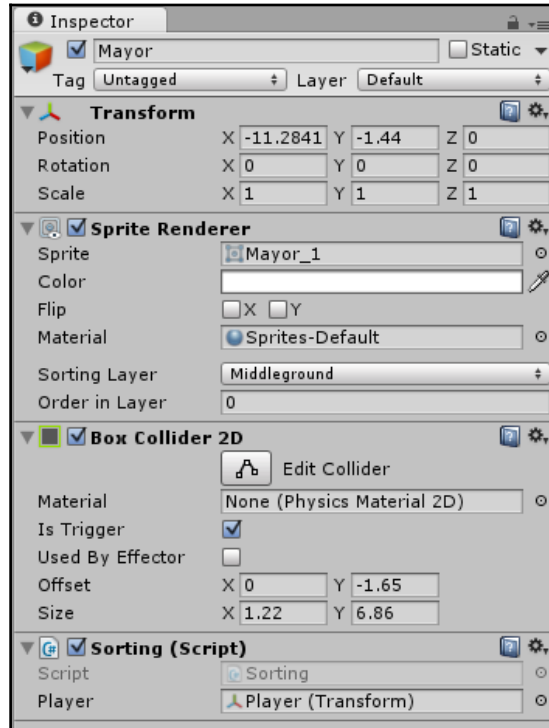 Inspector
Mayor Static
Tag Untagged Layer Default
Transform
Position X -11.2841 Y -1.44 Z 0
Rotation X 0 Y 0 Z 0
Scale X 1 Y 1 Z 1
Sprite Renderer
Sprite Mayor_1
Color
Flip X Y
Material Sprites-Default
Sorting Layer Middleground
Order in Layer 0
Box Collider 2D
Edit Collider
Material None (Physics Material 2D)
Is Trigger
Used By Effector
Offset X 0 Y -1.65
Size X 1.22 Y 6.86
Sorting (Script)
Script Sorting
Player Player (Transform)